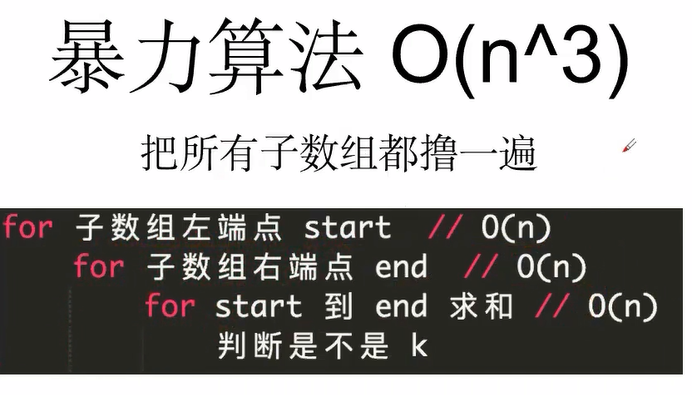 暴力算法 O(n^3)
把所有子数组都撸一遍
for 子数组左端点 start // O(n)
for 子数组右端点 end // O(n)
for start 到 end 求和 // O(n)
判断是不是 k